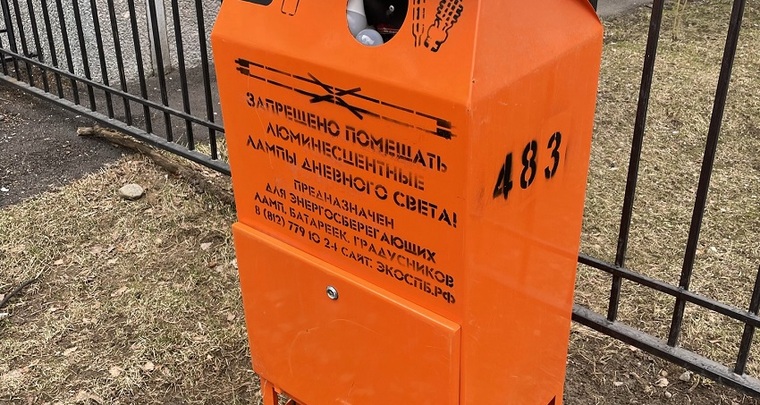 ЗАПРЕЩЕНО ПОМЕЩАТЬ
ЛЮМИНЕСЦЕНТНЫЕ
ЛАМПЫ ДНЕВНОГО СВЕТА!
ПРЕДНАЗНАЧЕН
ДЛЯ ЭНЕРГОСБЕРЕГАЮЩИХ
ЛАМП, БАТАРЕЕК, ГРАДУСНИКОВ
8 (812) 779 10 2-1 САЙТ: ЭКОСПБ.РФ
483